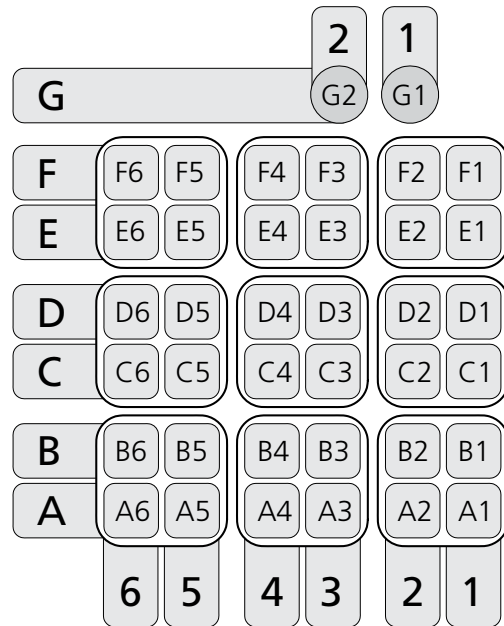 2 1
G G2 G1
F F6 F5 F4 F3 F2 F1
E E6 E5 E4 E3 E2 E1
D D6 D5 D4 D3 D2 D1
C C6 C5 C4 C3 C2 C1
B B6 B5 B4 B3 B2 B1
A A6 A5 A4 A3 A2 A1
6 5 4 3 2 1